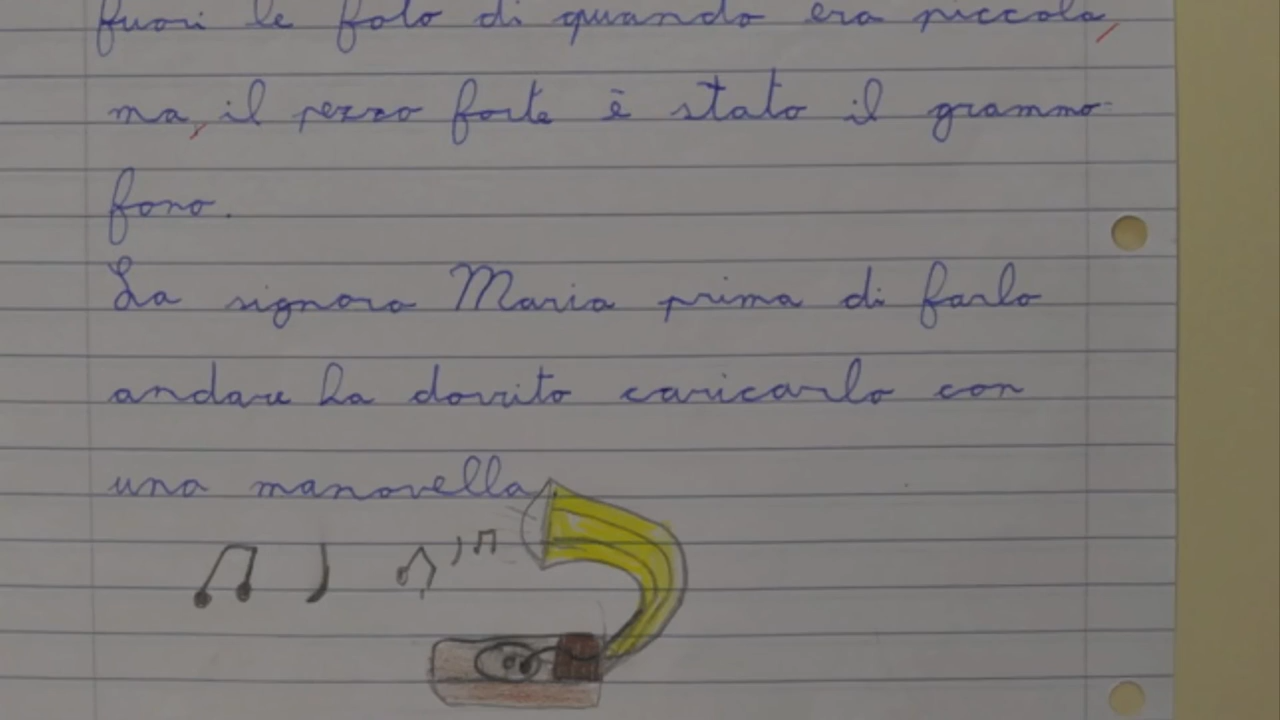 fuori le foto di quando era piccola,
ma, il pezzo forte è stato il grammo-
fono.
La signora Maria prima di farlo
andare ha dovuto caricarlo con
una manovella